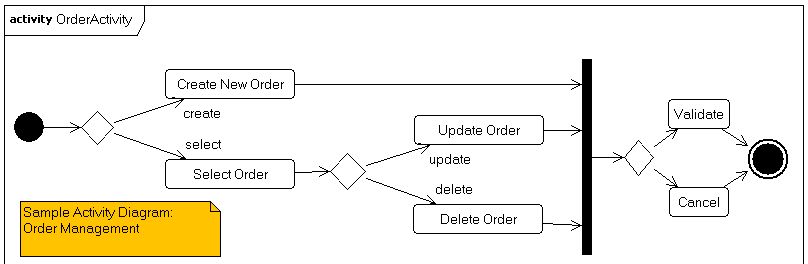 activity OrderActivity
Create New Order
create
select
Select Order
Update Order
update
delete
Delete Order
Validate
Cancel
Sample Activity Diagram:
Order Management